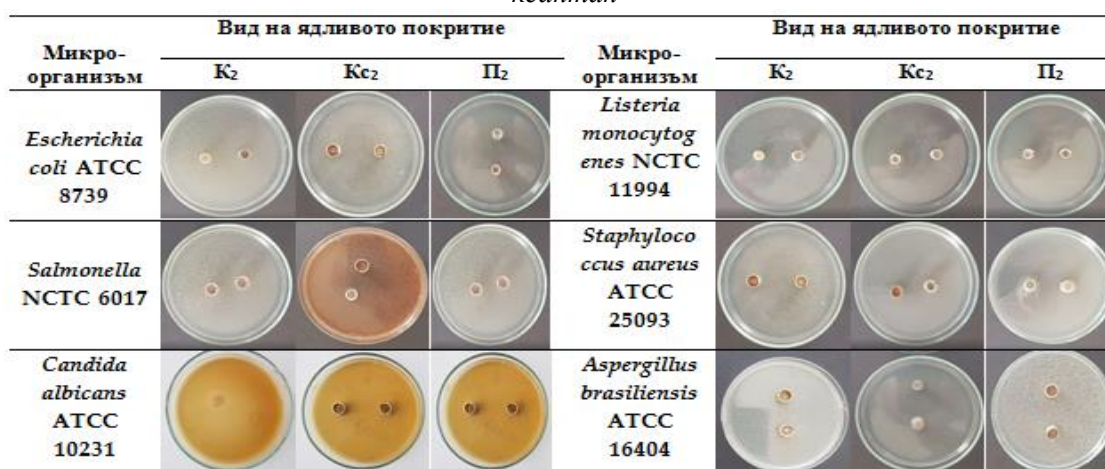 Вид на ядливото покритие
Микро-
организъм
К₂ Кс₂ П₂
Escherichia
coli ATCC
8739
Salmonella
NCTC 6017
Candida
albicans
ATCC
10231
Вид на ядливото покритие
Микро-
организъм
К₂ Кс₂ П₂
Listeria
monocytog
enes NCTC
11994
Staphyloco
ccus aureus
ATCC
25093
Aspergillus
brasiliensis
ATCC
16404